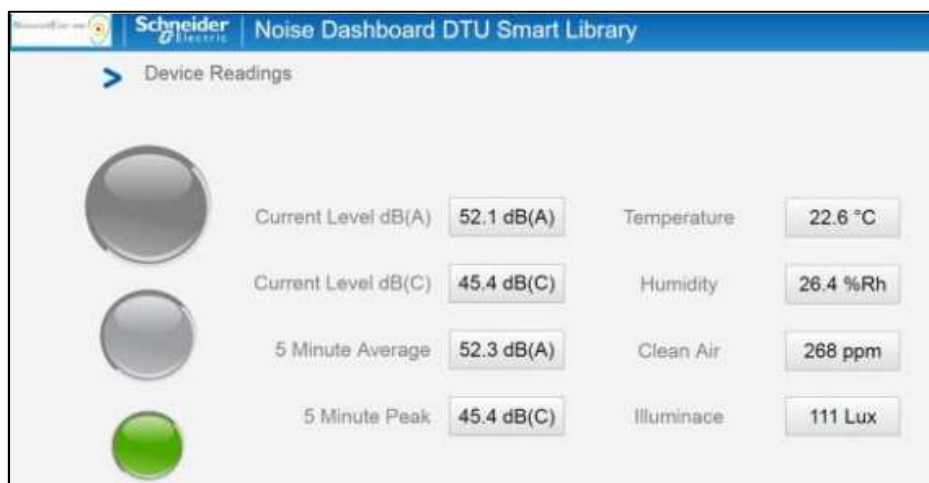 Schneider Electric Noise Dashboard DTU Smart Library
Device Readings
Current Level dB(A) 52.1 dB(A) Temperature 22.6 °C
Current Level dB(C) 45.4 dB(C) Humidity 26.4 %Rh
5 Minute Average 52.3 dB(A) Clean Air 268 ppm
5 Minute Peak 45.4 dB(C) Illuminace 111 Lux